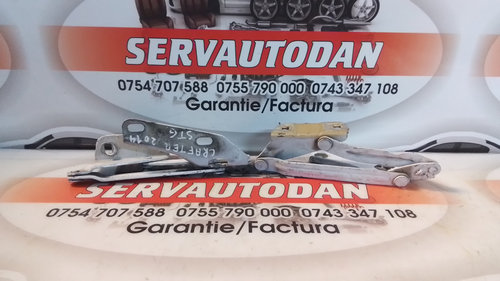 SERVAUTODAN
0754 707 588 0755 790 000 0743 347 108
Garantie/Factura
CRAFTER 2014
STG
SERVAUTODAN
0754 707 588 0755 790 000 0743 347 108
Garantie/Factura